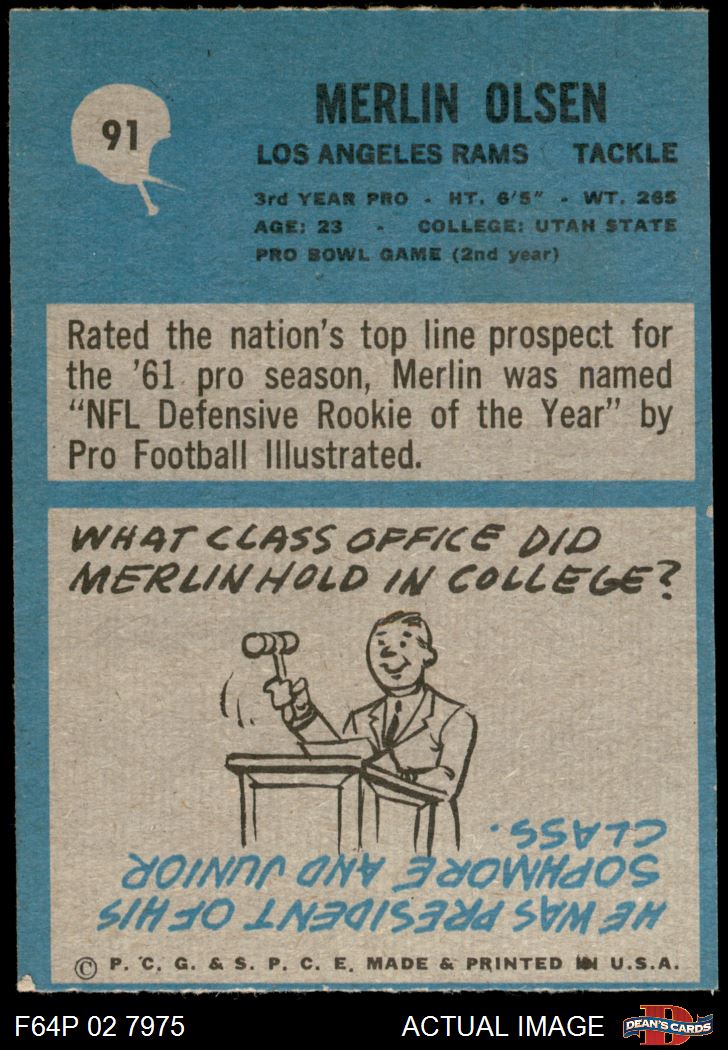 91
MERLIN OLSEN
LOS ANGELES RAMS TACKLE
3rd YEAR PRO - HT. 6'5" - WT. 265
AGE: 23 - COLLEGE: UTAH STATE
PRO BOWL GAME (2nd year)
Rated the nation's top line prospect for
the '61 pro season, Merlin was named
"NFL Defensive Rookie of the Year" by
Pro Football Illustrated.
WHAT CLASS OFFICE DID
MERLIN HOLD IN COLLEGE?
HE WAS PRESIDENT OF HIS
SOPHMORE AND JUNIOR
CLASS.
© P. C. G. & S. P. C. E. MADE & PRINTED IN U.S.A.
F64P 02 7975 ACTUAL IMAGE
D
DEAN'S CARDS